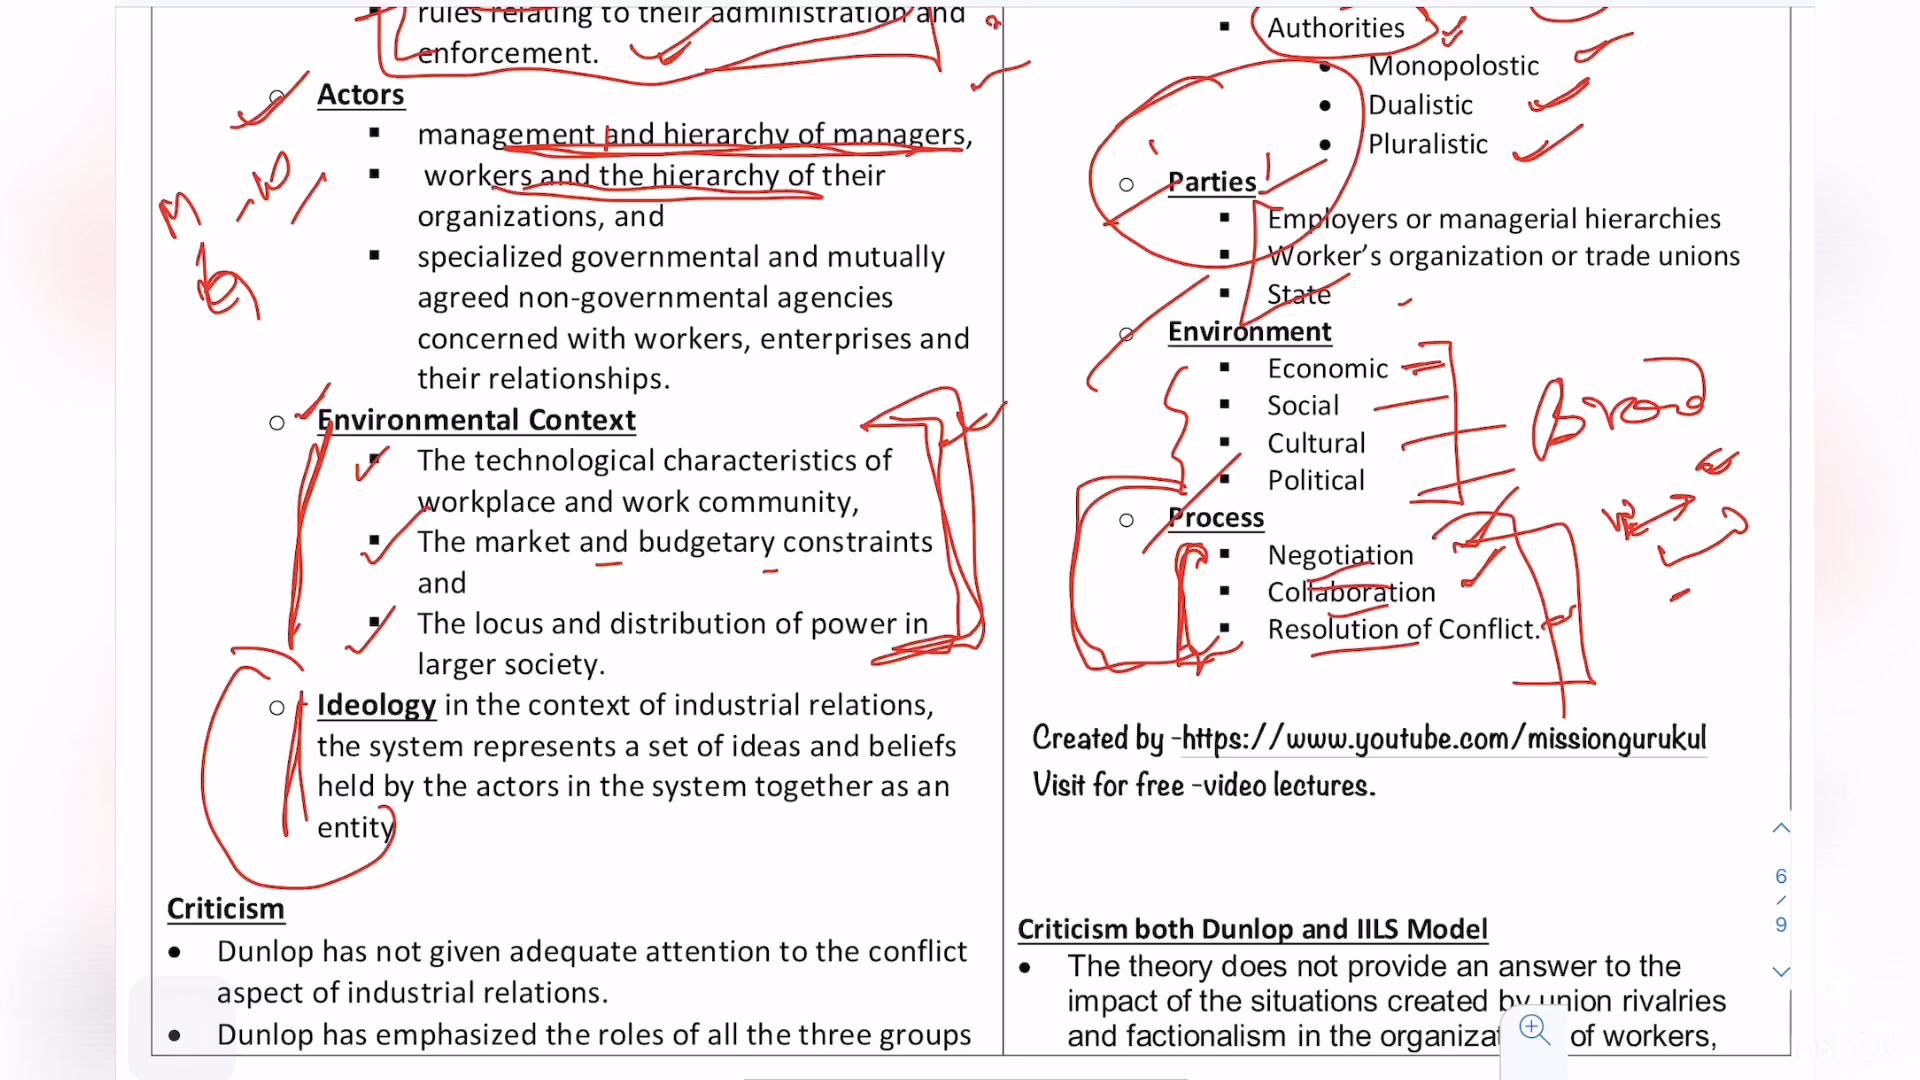 rules relating to their administration and
enforcement.
Actors
management and hierarchy of managers,
workers and the hierarchy of their
organizations, and
specialized governmental and mutually
agreed non-governmental agencies
concerned with workers, enterprises and
their relationships.
Environmental Context
The technological characteristics of
workplace and work community,
The market and budgetary constraints
and
The locus and distribution of power in
larger society.
Ideology in the context of industrial relations,
the system represents a set of ideas and beliefs
held by the actors in the system together as an
entity
Criticism
Dunlop has not given adequate attention to the conflict
aspect of industrial relations.
Dunlop has emphasized the roles of all the three groups
M
W
Authorities
Monopolostic
Dualistic
Pluralistic
Parties
Employers or managerial hierarchies
Worker's organization or trade unions
State
Environment
Economic
Social
Cultural
Political
Broad
Process
Negotiation
Collaboration
Resolution of Conflict.
Created by -https://www.youtube.com/missiongurukul
Visit for free -video lectures.
Criticism both Dunlop and IILS Model
The theory does not provide an answer to the
impact of the situations created by union rivalries
and factionalism in the of workers,
6
/
9